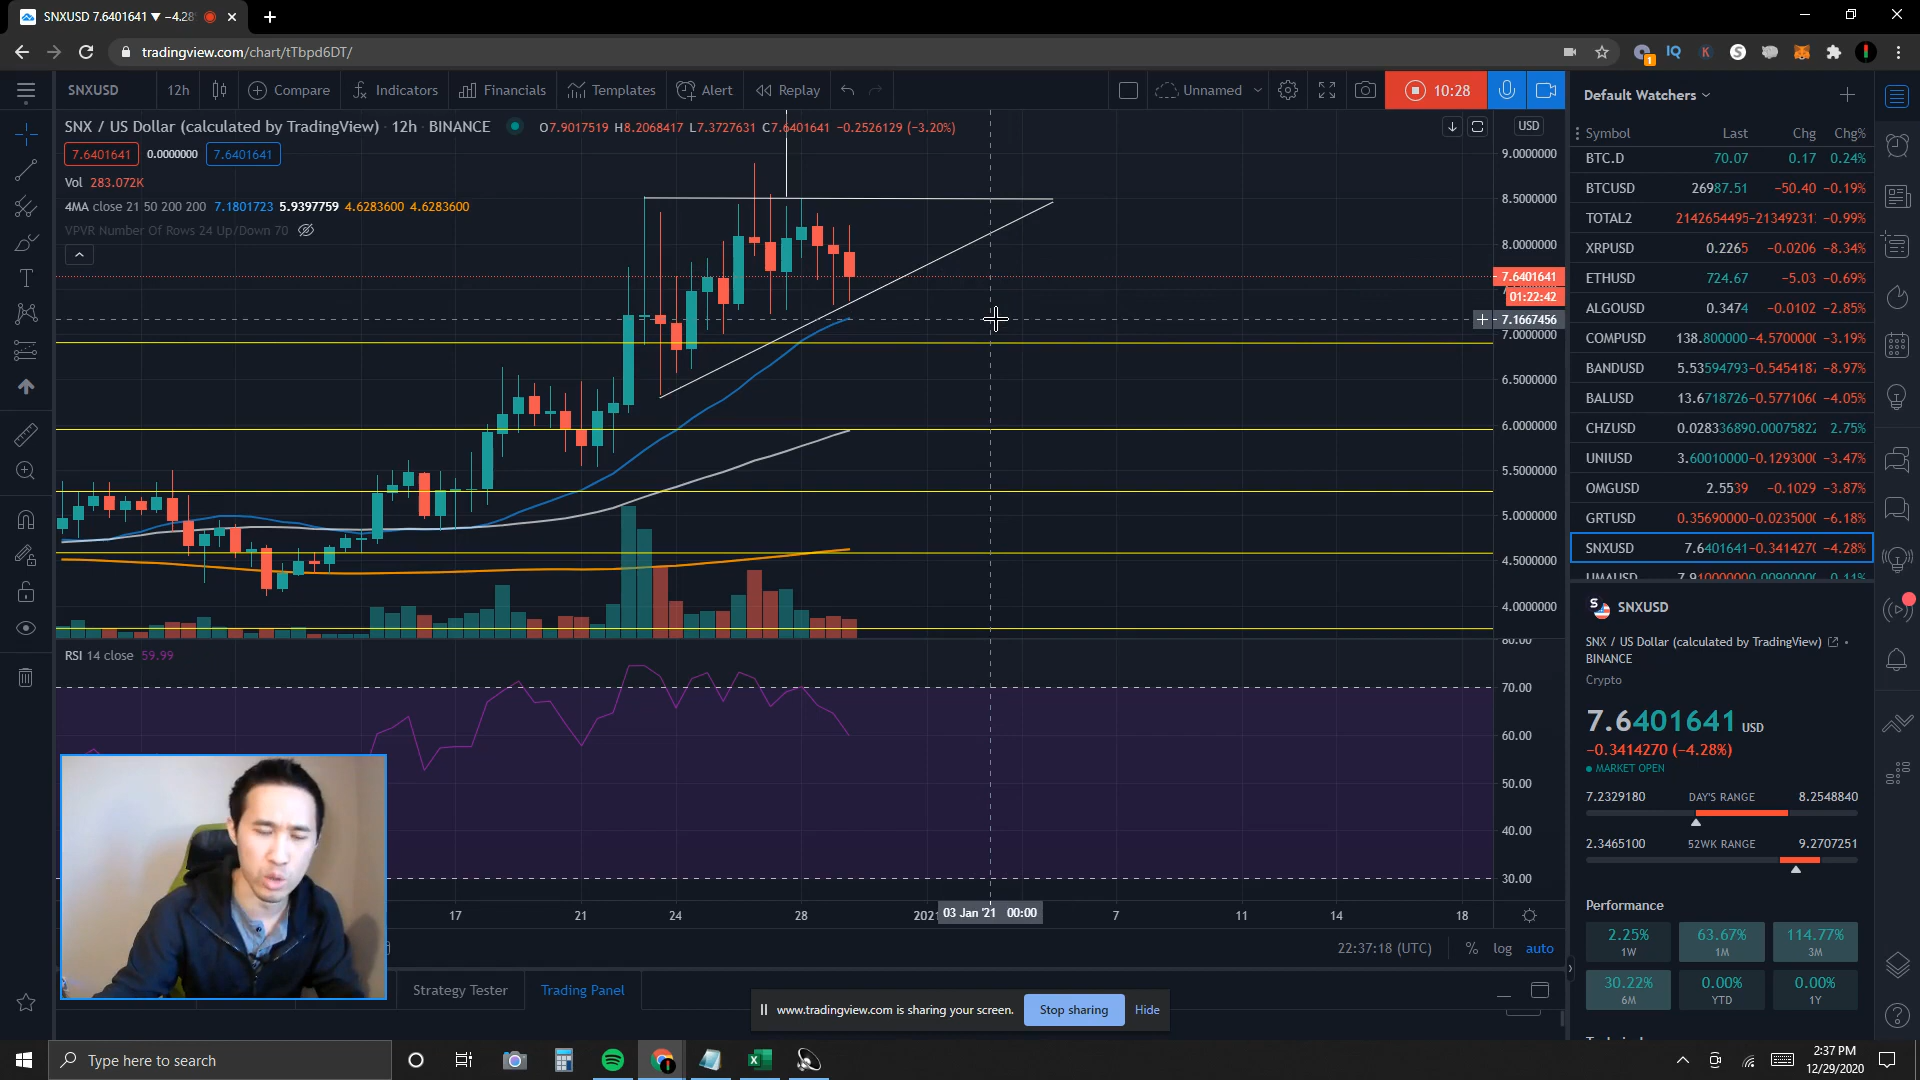 SNXUSD 7.6401641 ▼ −4.28
tradingview.com/chart/tTbpd6DT/
1
IQ
K
S
SNXUSD
12h
Compare
Indicators
Financials
Templates
Alert
Replay
Unnamed
10:28
SNX / US Dollar (calculated by TradingView) · 12h · BINANCE
O7.9017519 H8.2068417 L7.3727631 C7.6401641 −0.2526129 (−3.20%)
7.6401641 0.0000000 7.6401641
Vol 283.072K
4MA close 21 50 200 200 7.1801723 5.9397759 4.6283600 4.6283600
VPVR Number Of Rows 24 Up/Down 70
USD
9.0000000
8.5000000
8.0000000
7.6401641
01:22:42
7.1667456
7.0000000
6.5000000
6.0000000
5.5000000
5.0000000
4.5000000
4.0000000
80.00
RSI 14 close 59.99
70.00
60.00
50.00
40.00
30.00
17 21 24 28 2021 03 Jan '21 00:00 7 11 14 18
22:37:18 (UTC) % log auto
Strategy Tester
Trading Panel
www.tradingview.com is sharing your screen.
Stop sharing
Hide
Default Watchers
Symbol Last Chg Chg%
BTC.D 70.07 0.17 0.24%
BTCUSD 26987.51 −50.40 −0.19%
TOTAL2 2142654495 −21349231 −0.99%
XRPUSD 0.2265 −0.0206 −8.34%
ETHUSD 724.67 −5.03 −0.69%
ALGOUSD 0.3474 −0.0102 −2.85%
COMPUSD 138.800000 −4.5700000 −3.19%
BANDUSD 5.53594793 −0.545418 −8.97%
BALUSD 13.6718726 −0.577106 −4.05%
CHZUSD 0.02833689 0.00075822 2.75%
UNIUSD 3.60010000 −0.129300 −3.47%
OMGUSD 2.5539 −0.1029 −3.87%
GRTUSD 0.35690000 −0.023500 −6.18%
SNXUSD 7.6401641 −0.341427 −4.28%
UMAUSD
SNXUSD
SNX / US Dollar (calculated by TradingView)
BINANCE
Crypto
7.6401641 USD
−0.3414270 (−4.28%)
MARKET OPEN
7.2329180 DAY'S RANGE 8.2548840
2.3465100 52WK RANGE 9.2707251
Performance
2.25% 63.67% 114.77%
1W 1M 3M
30.22% 0.00% 0.00%
6M YTD 1Y
Type here to search
2:37 PM
12/29/2020